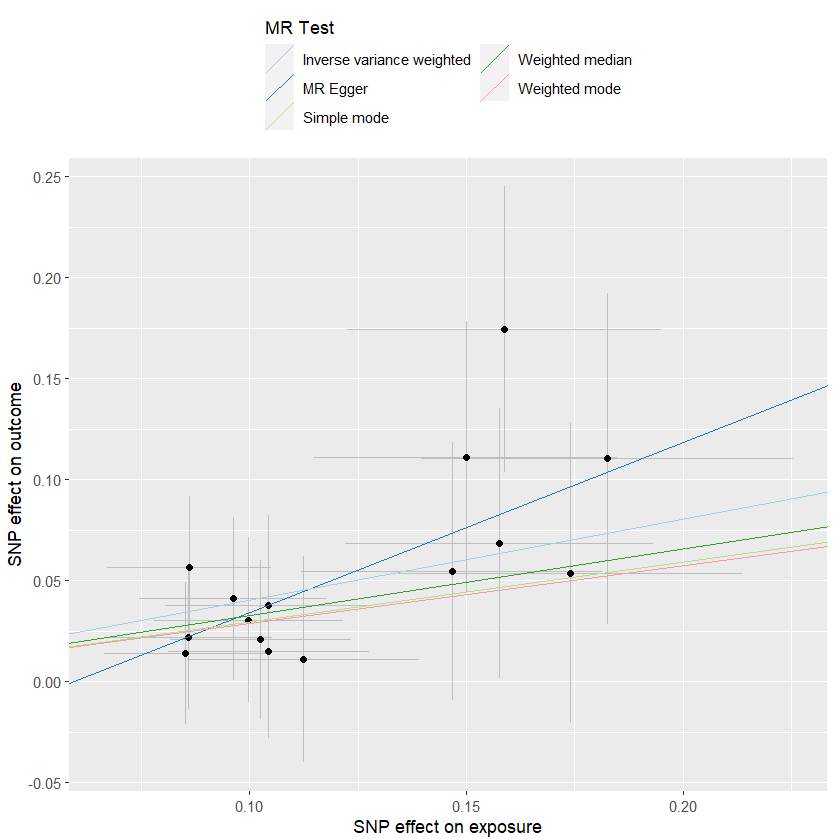 MR Test
Inverse variance weighted
Weighted median
MR Egger
Weighted mode
Simple mode
0.25
0.20
0.15
0.10
0.05
0.00
-0.05
SNP effect on outcome
0.10
0.15
0.20
SNP effect on exposure